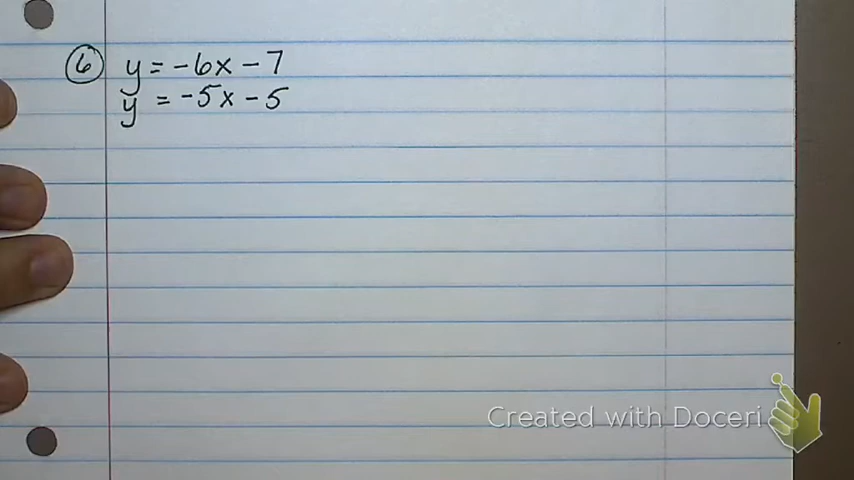 6 y = -6x - 7
y = -5x - 5
Created with Doceri